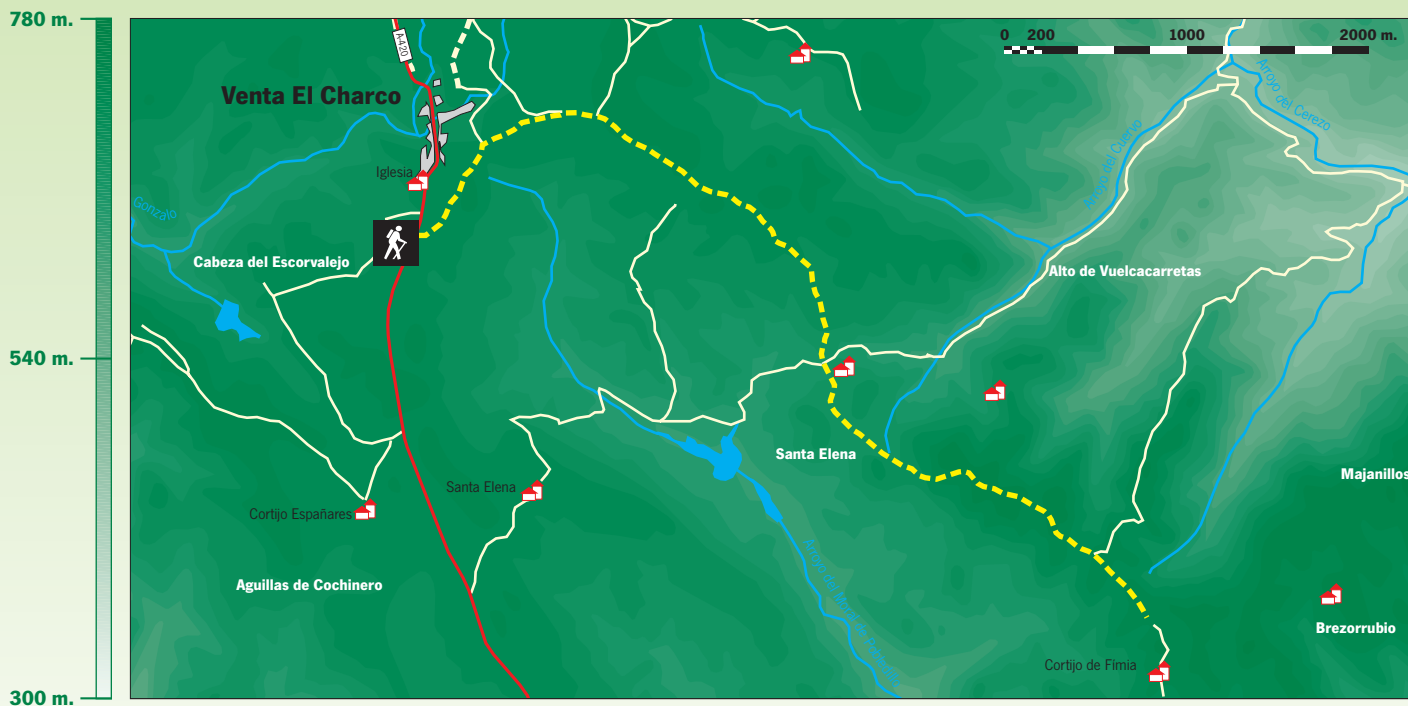 780 m.
540 m.
300 m.
A-420
0 200 1000 2000 m.
Venta El Charco
Iglesia
Gonzalo
Cabeza del Escorvalejo
Arroyo del Cuervo
Arroyo del Cerezo
Alto de Vuelcacarretas
Santa Elena
Majanillos
Santa Elena
Cortijo Españares
Aguillas de Cochinero
Brezorrubio
Cortijo de Fímia